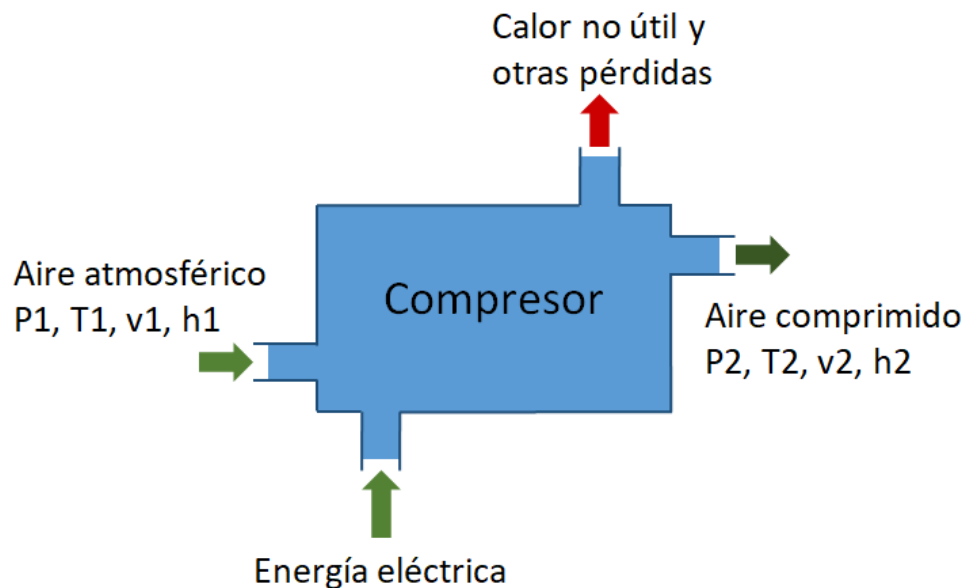 Calor no útil y
otras pérdidas
Aire atmosférico
P1, T1, v1, h1
Compresor
Aire comprimido
P2, T2, v2, h2
Energía eléctrica